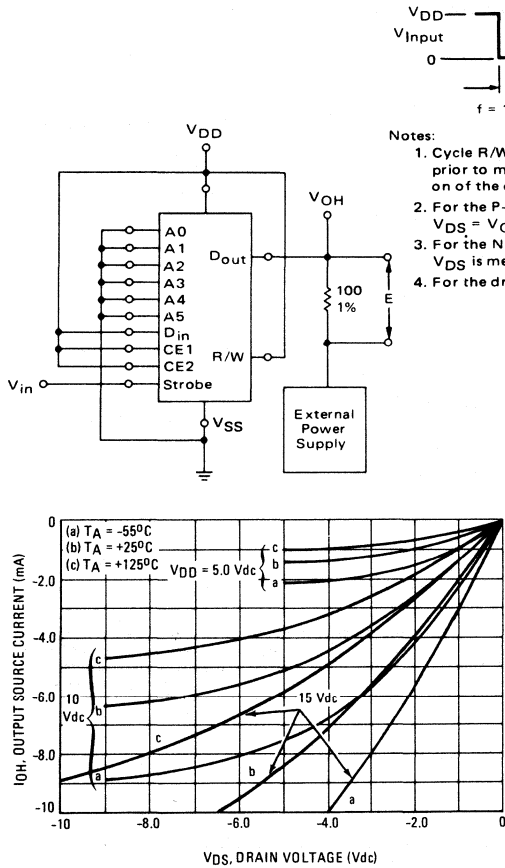 VDD
VInput
0
f =
Notes:
1. Cycle R/W
prior to m
on of the
2. For the P-
VDS = VO
3. For the N
VDS is me
4. For the dr
VDD
VOH
A0
A1
A2
A3
A4
A5
Din
CE1
CE2
Strobe
Dout
R/W
Vin
VSS
100
1%
E
External
Power
Supply
(a) TA = -55°C
(b) TA = +25°C
(c) TA = +125°C
VDD = 5.0 Vdc
c
b
a
10
Vdc
c
b
a
15 Vdc
c
b
a
0
-2.0
-4.0
-6.0
-8.0
-10
IOH, OUTPUT SOURCE CURRENT (mA)
-10
-8.0
-6.0
-4.0
-2.0
0
VDS, DRAIN VOLTAGE (Vdc)